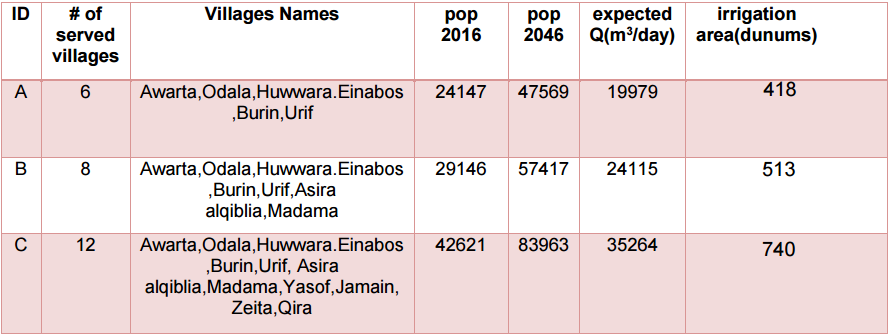 ID # of served villages Villages Names pop 2016 pop 2046 expected Q(m³/day) irrigation area(dunums)
A 6 Awarta,Odala,Huwwara.Einabos 24147 47569 19979 418
,Burin,Urif
B 8 Awarta,Odala,Huwwara.Einabos 29146 57417 24115 513
,Burin,Urif,Asira
alqiblia,Madama
C 12 Awarta,Odala,Huwwara.Einabos 42621 83963 35264 740
,Burin,Urif, Asira
alqiblia,Madama,Yasof,Jamain,
Zeita,Qira